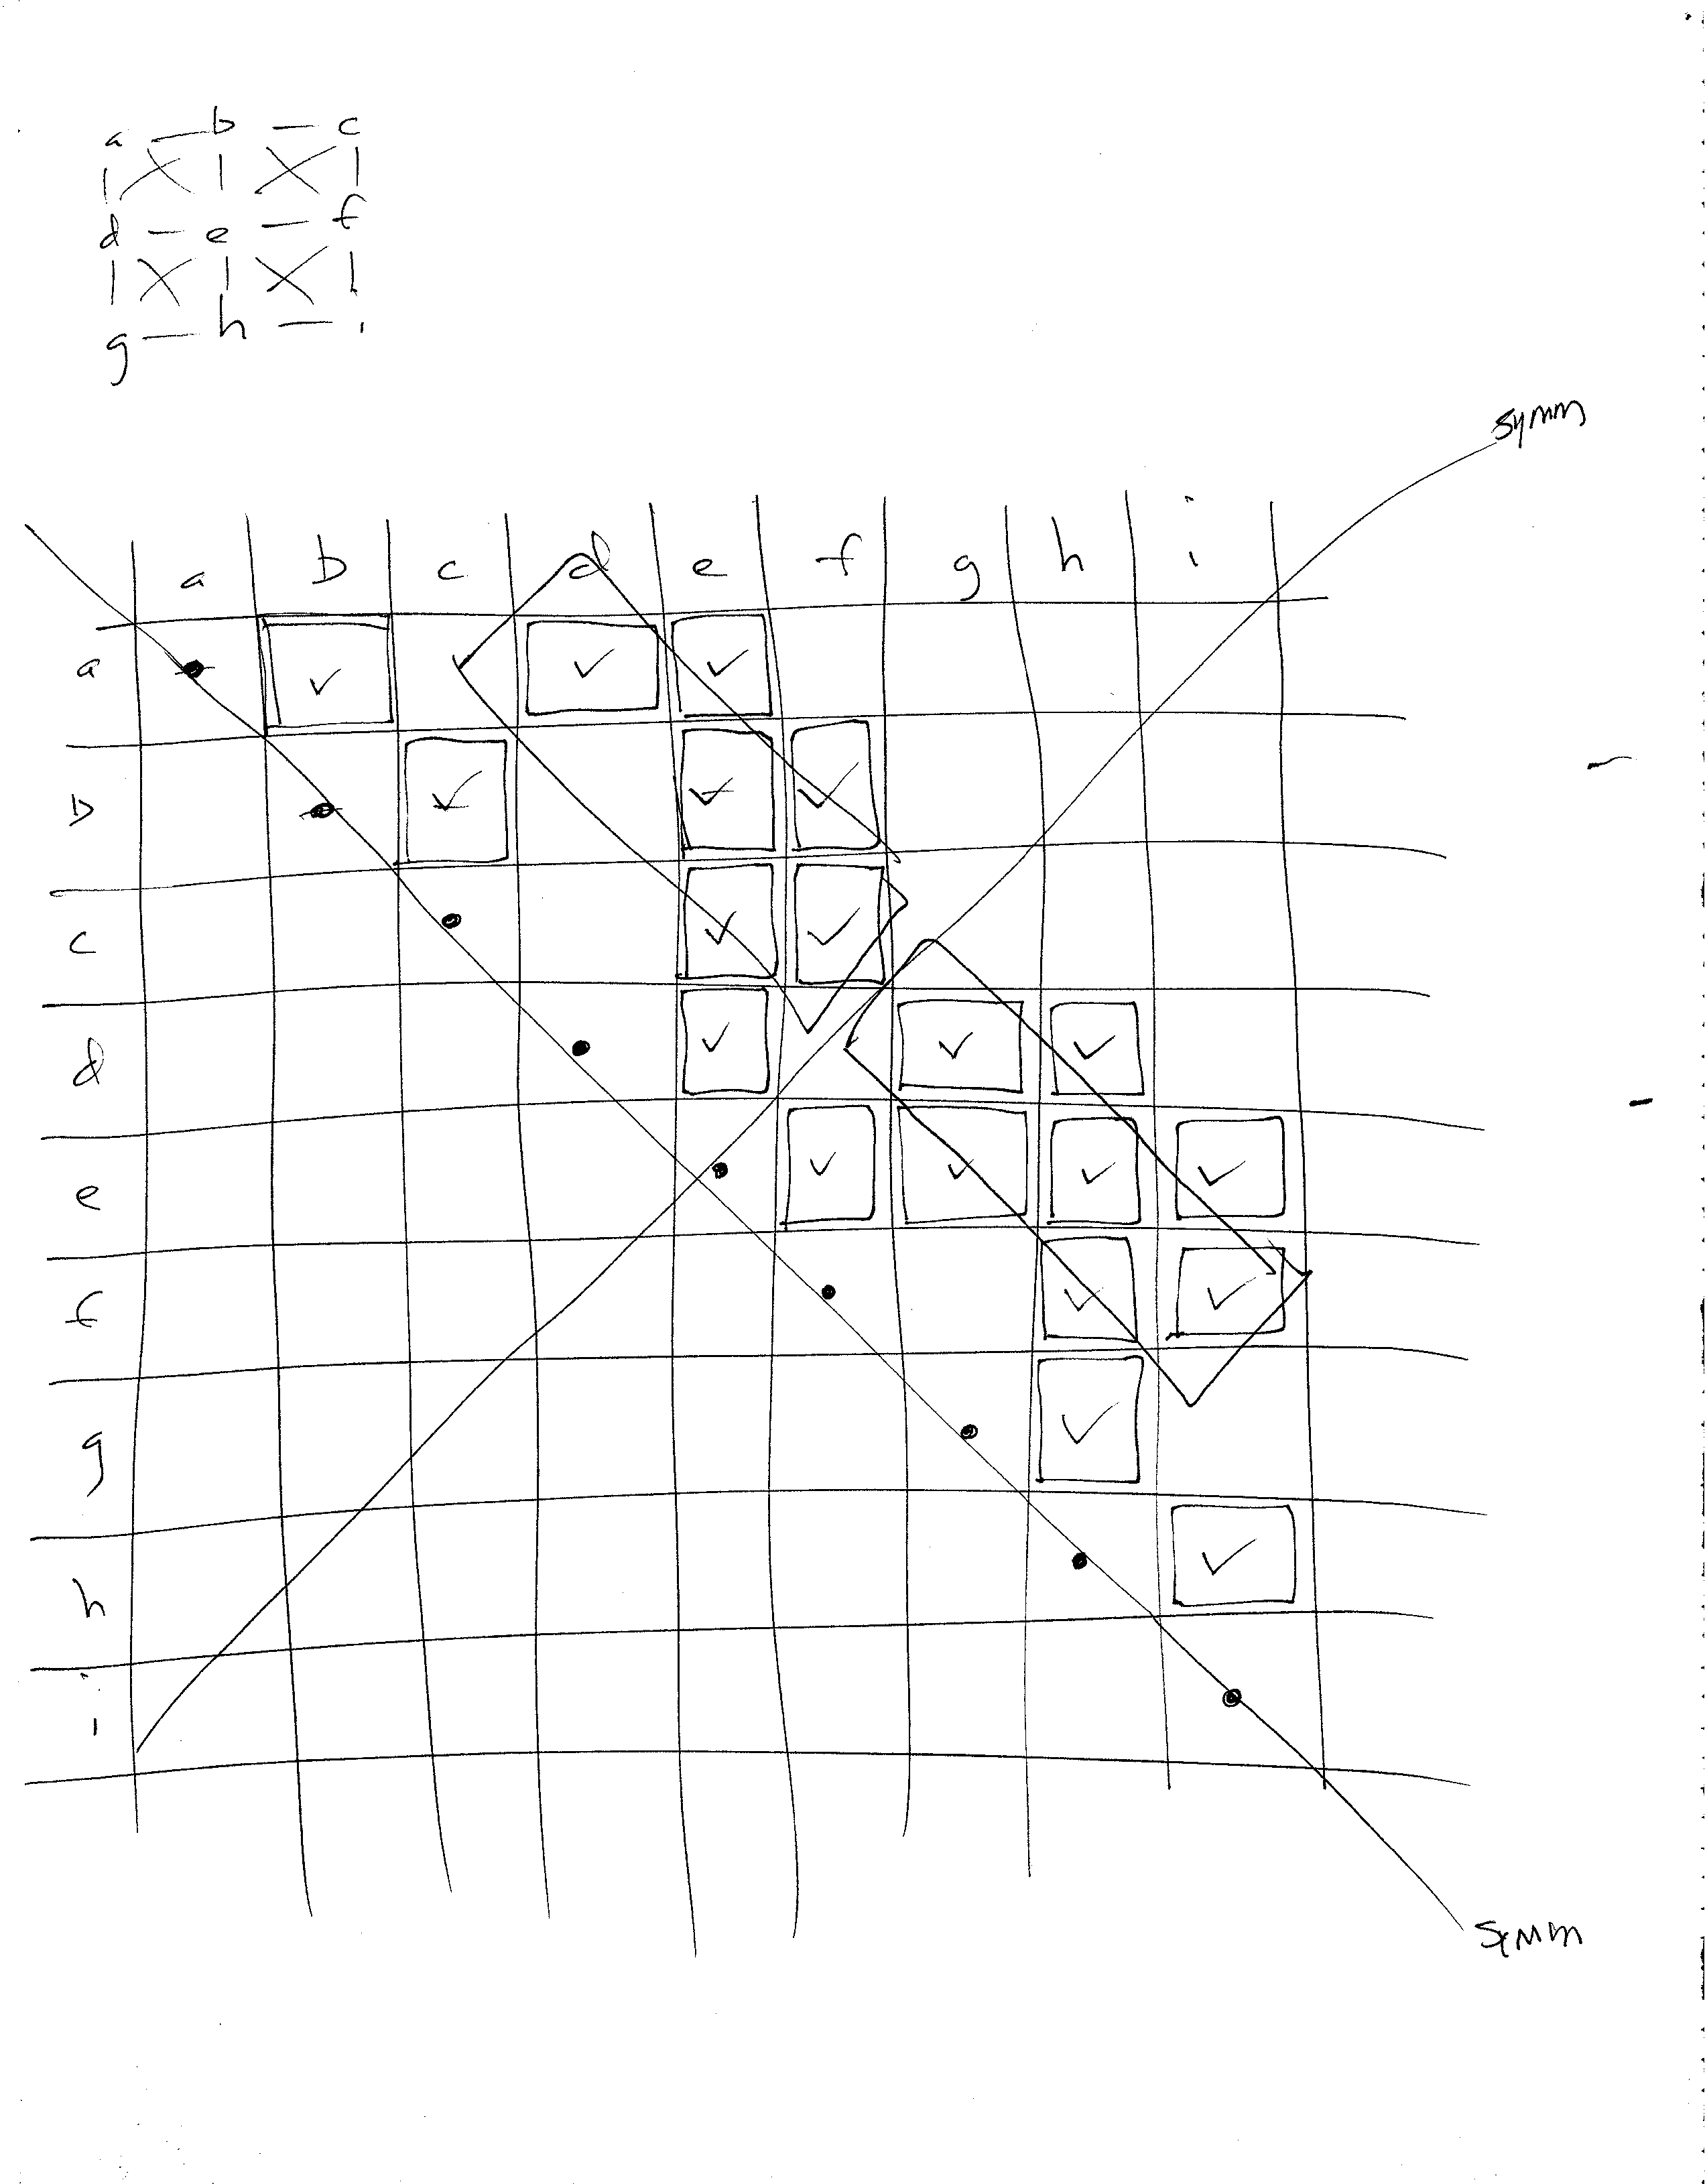 a — b — c
| X | X |
d — e — f
| X | X |
g — h — i
symm
a b c d e f g h i
a • ✓ ✓ ✓
b • ✓ ✓ ✓
c • ✓ ✓
d • ✓ ✓ ✓
e • ✓ ✓ ✓ ✓
f • ✓ ✓
g • ✓
h • ✓
i •
symm